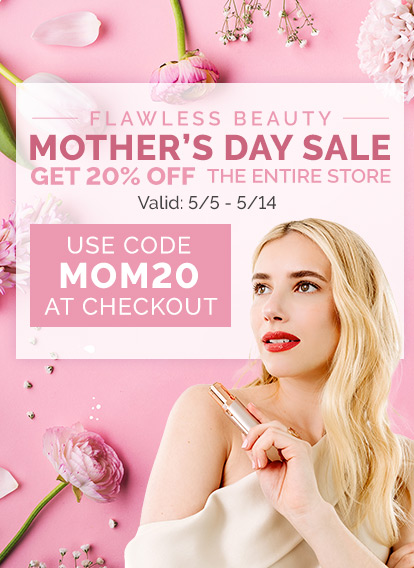 FLAWLESS BEAUTY
MOTHER'S DAY SALE
GET 20% OFF THE ENTIRE STORE
Valid: 5/5 - 5/14
USE CODE
MOM20
AT CHECKOUT